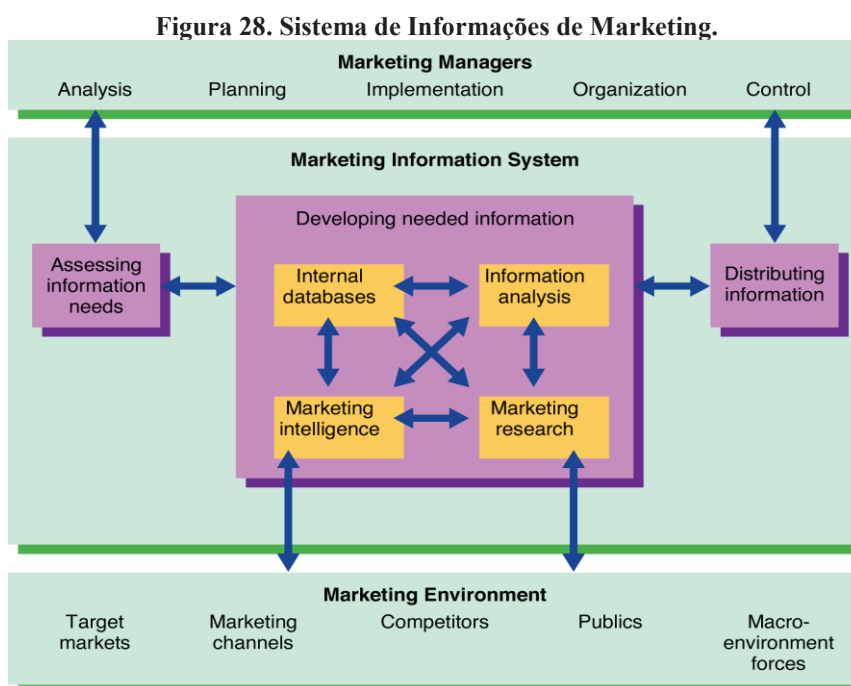 Figura 28. Sistema de Informações de Marketing.
Marketing Managers
Analysis Planning Implementation Organization Control
Marketing Information System
Developing needed information
Assessing
information
needs
Internal
databases
Information
analysis
Distributing
information
Marketing
intelligence
Marketing
research
Marketing Environment
Target
markets
Marketing
channels
Competitors
Publics
Macro-
environment
forces